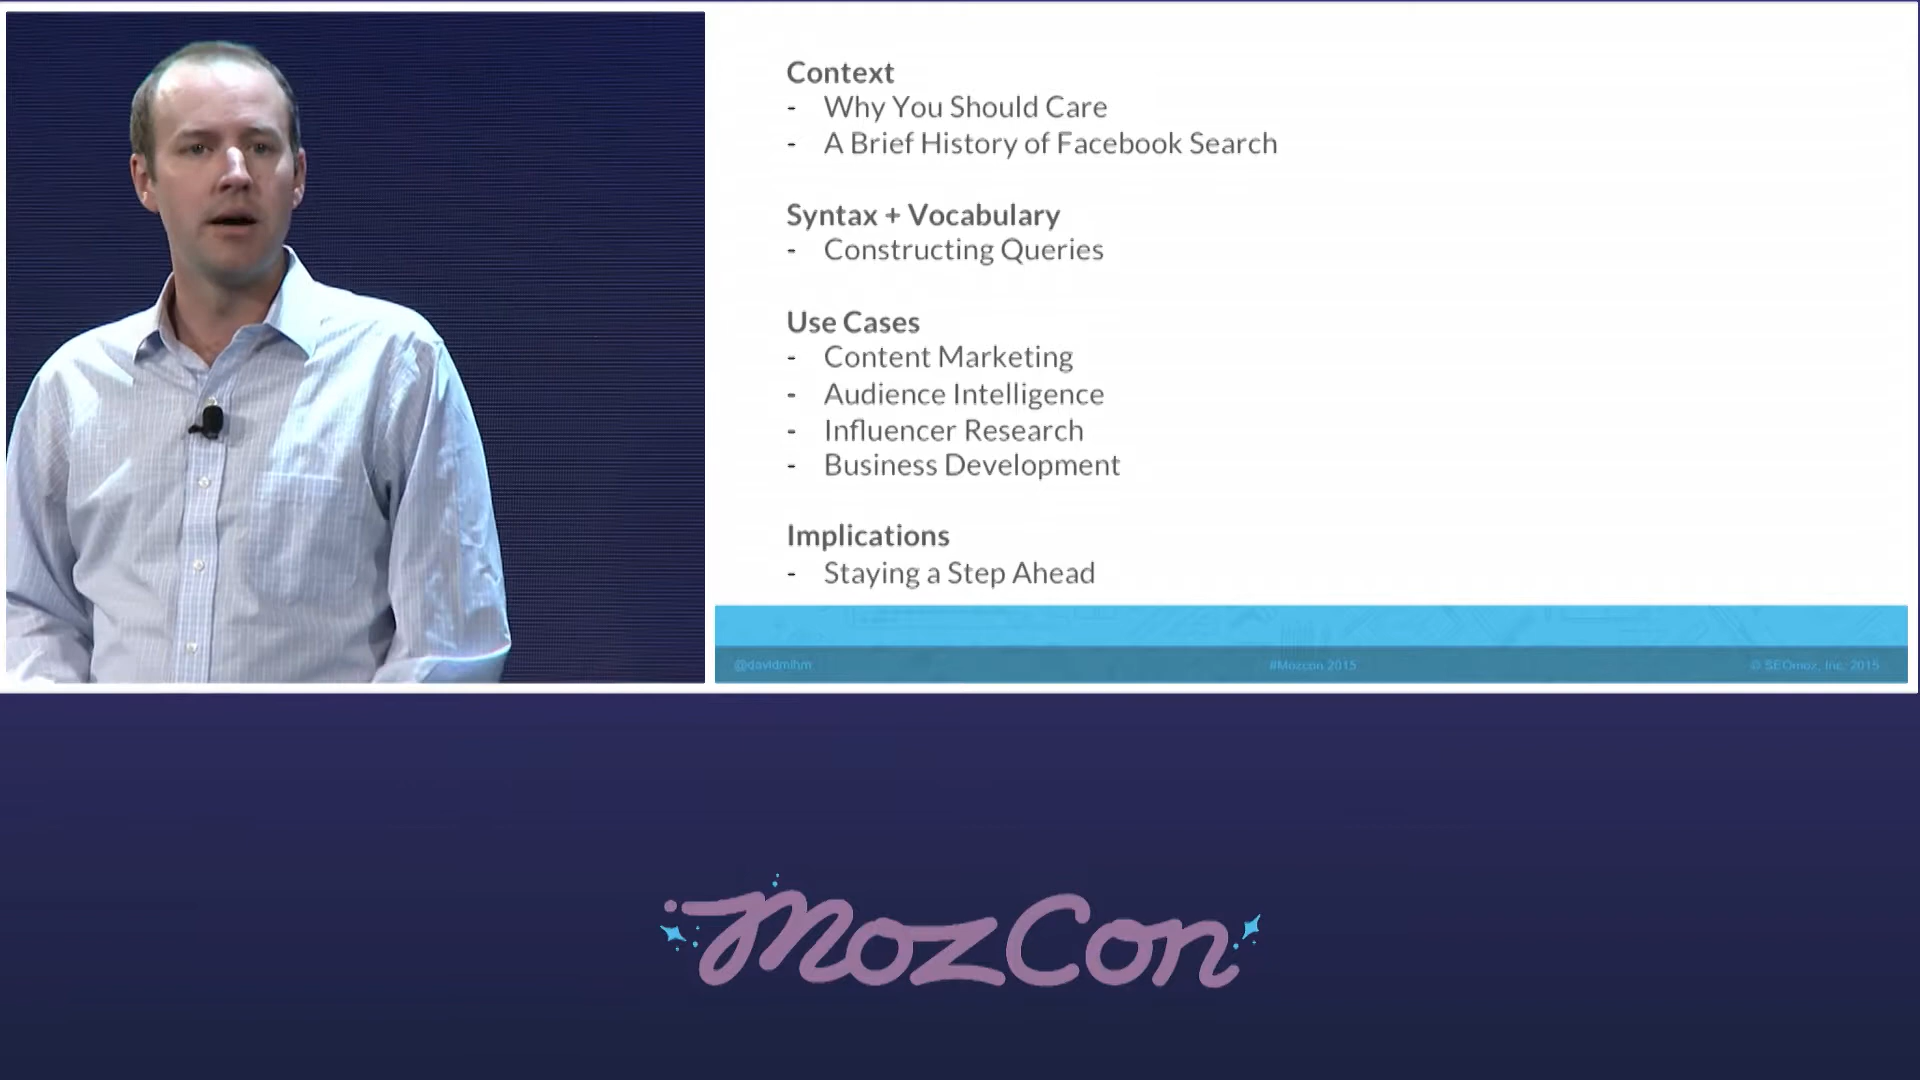 Context
- Why You Should Care
- A Brief History of Facebook Search
Syntax + Vocabulary
- Constructing Queries
Use Cases
- Content Marketing
- Audience Intelligence
- Influencer Research
- Business Development
Implications
- Staying a Step Ahead
@davidmihm #Mozcon 2015 © SEOmoz, Inc. 2015
MozCon